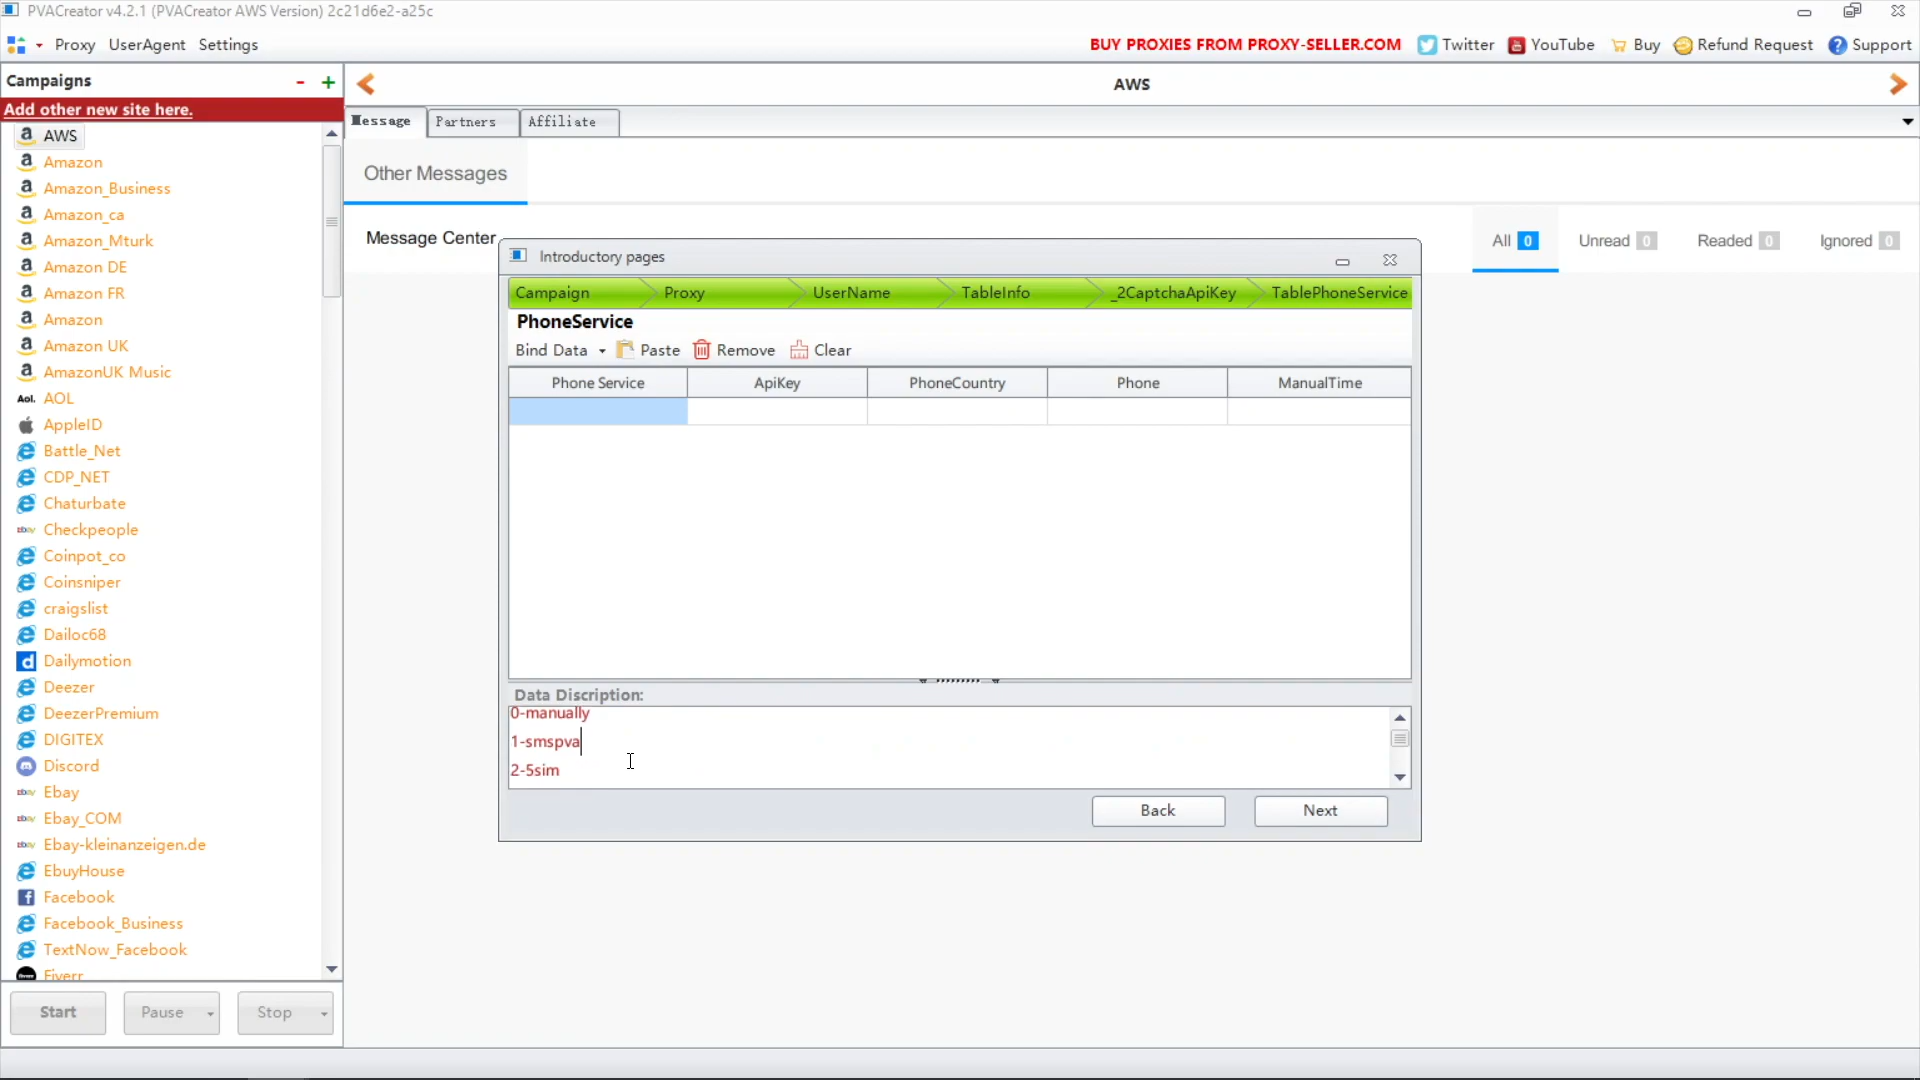 PVACreator v4.2.1 (PVACreator AWS Version) 2c21d6e2-a25c
Proxy UserAgent Settings
BUY PROXIES FROM PROXY-SELLER.COM Twitter YouTube Buy Refund Request Support
Campaigns - +
Add other new site here.
AWS
Amazon
Amazon_Business
Amazon_ca
Amazon_Mturk
Amazon DE
Amazon FR
Amazon
Amazon UK
AmazonUK Music
Aol. AOL
AppleID
Battle_Net
CDP_NET
Chaturbate
Checkpeople
Coinpot_co
Coinsniper
craigslist
Dailoc68
Dailymotion
Deezer
DeezerPremium
DIGITEX
Discord
Ebay
Ebay_COM
Ebay-kleinanzeigen.de
EbuyHouse
Facebook
Facebook_Business
TextNow_Facebook
Fiverr
Start Pause Stop
AWS
Message Partners Affiliate
Other Messages
Message Center
All 0 Unread 0 Readed 0 Ignored 0
Introductory pages
Campaign Proxy UserName TableInfo _2CaptchaApiKey TablePhoneService
PhoneService
Bind Data Paste Remove Clear
Phone Service ApiKey PhoneCountry Phone ManualTime
Data Discription:
0-manually
1-smspva
2-5sim
Back Next